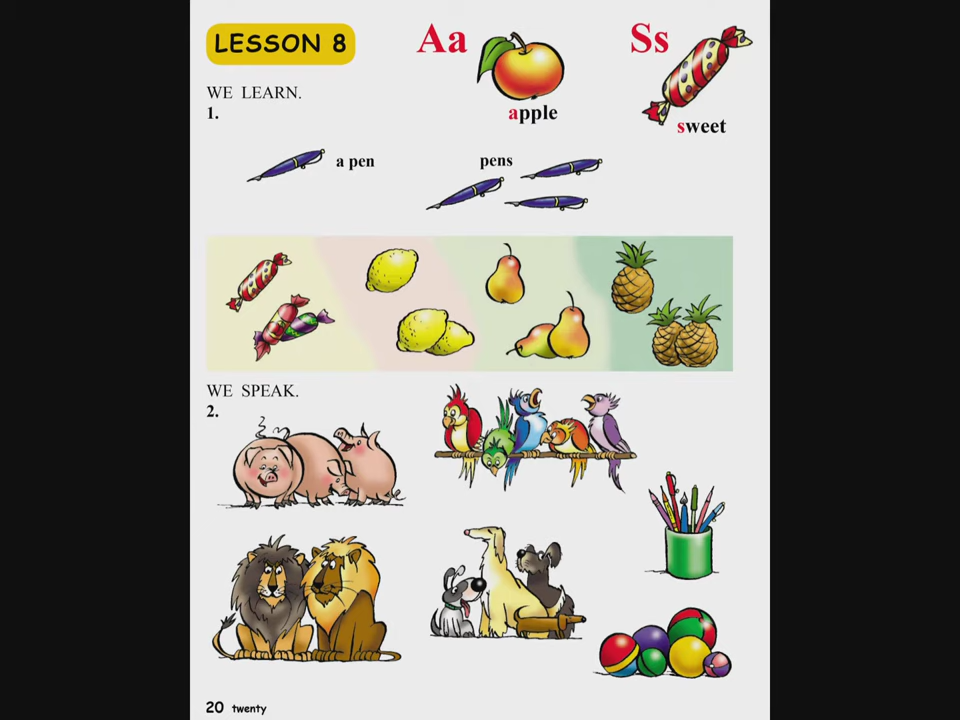 LESSON 8
Aa
Ss
apple
sweet
WE LEARN.
1.
a pen
pens
WE SPEAK.
2.
20 twenty